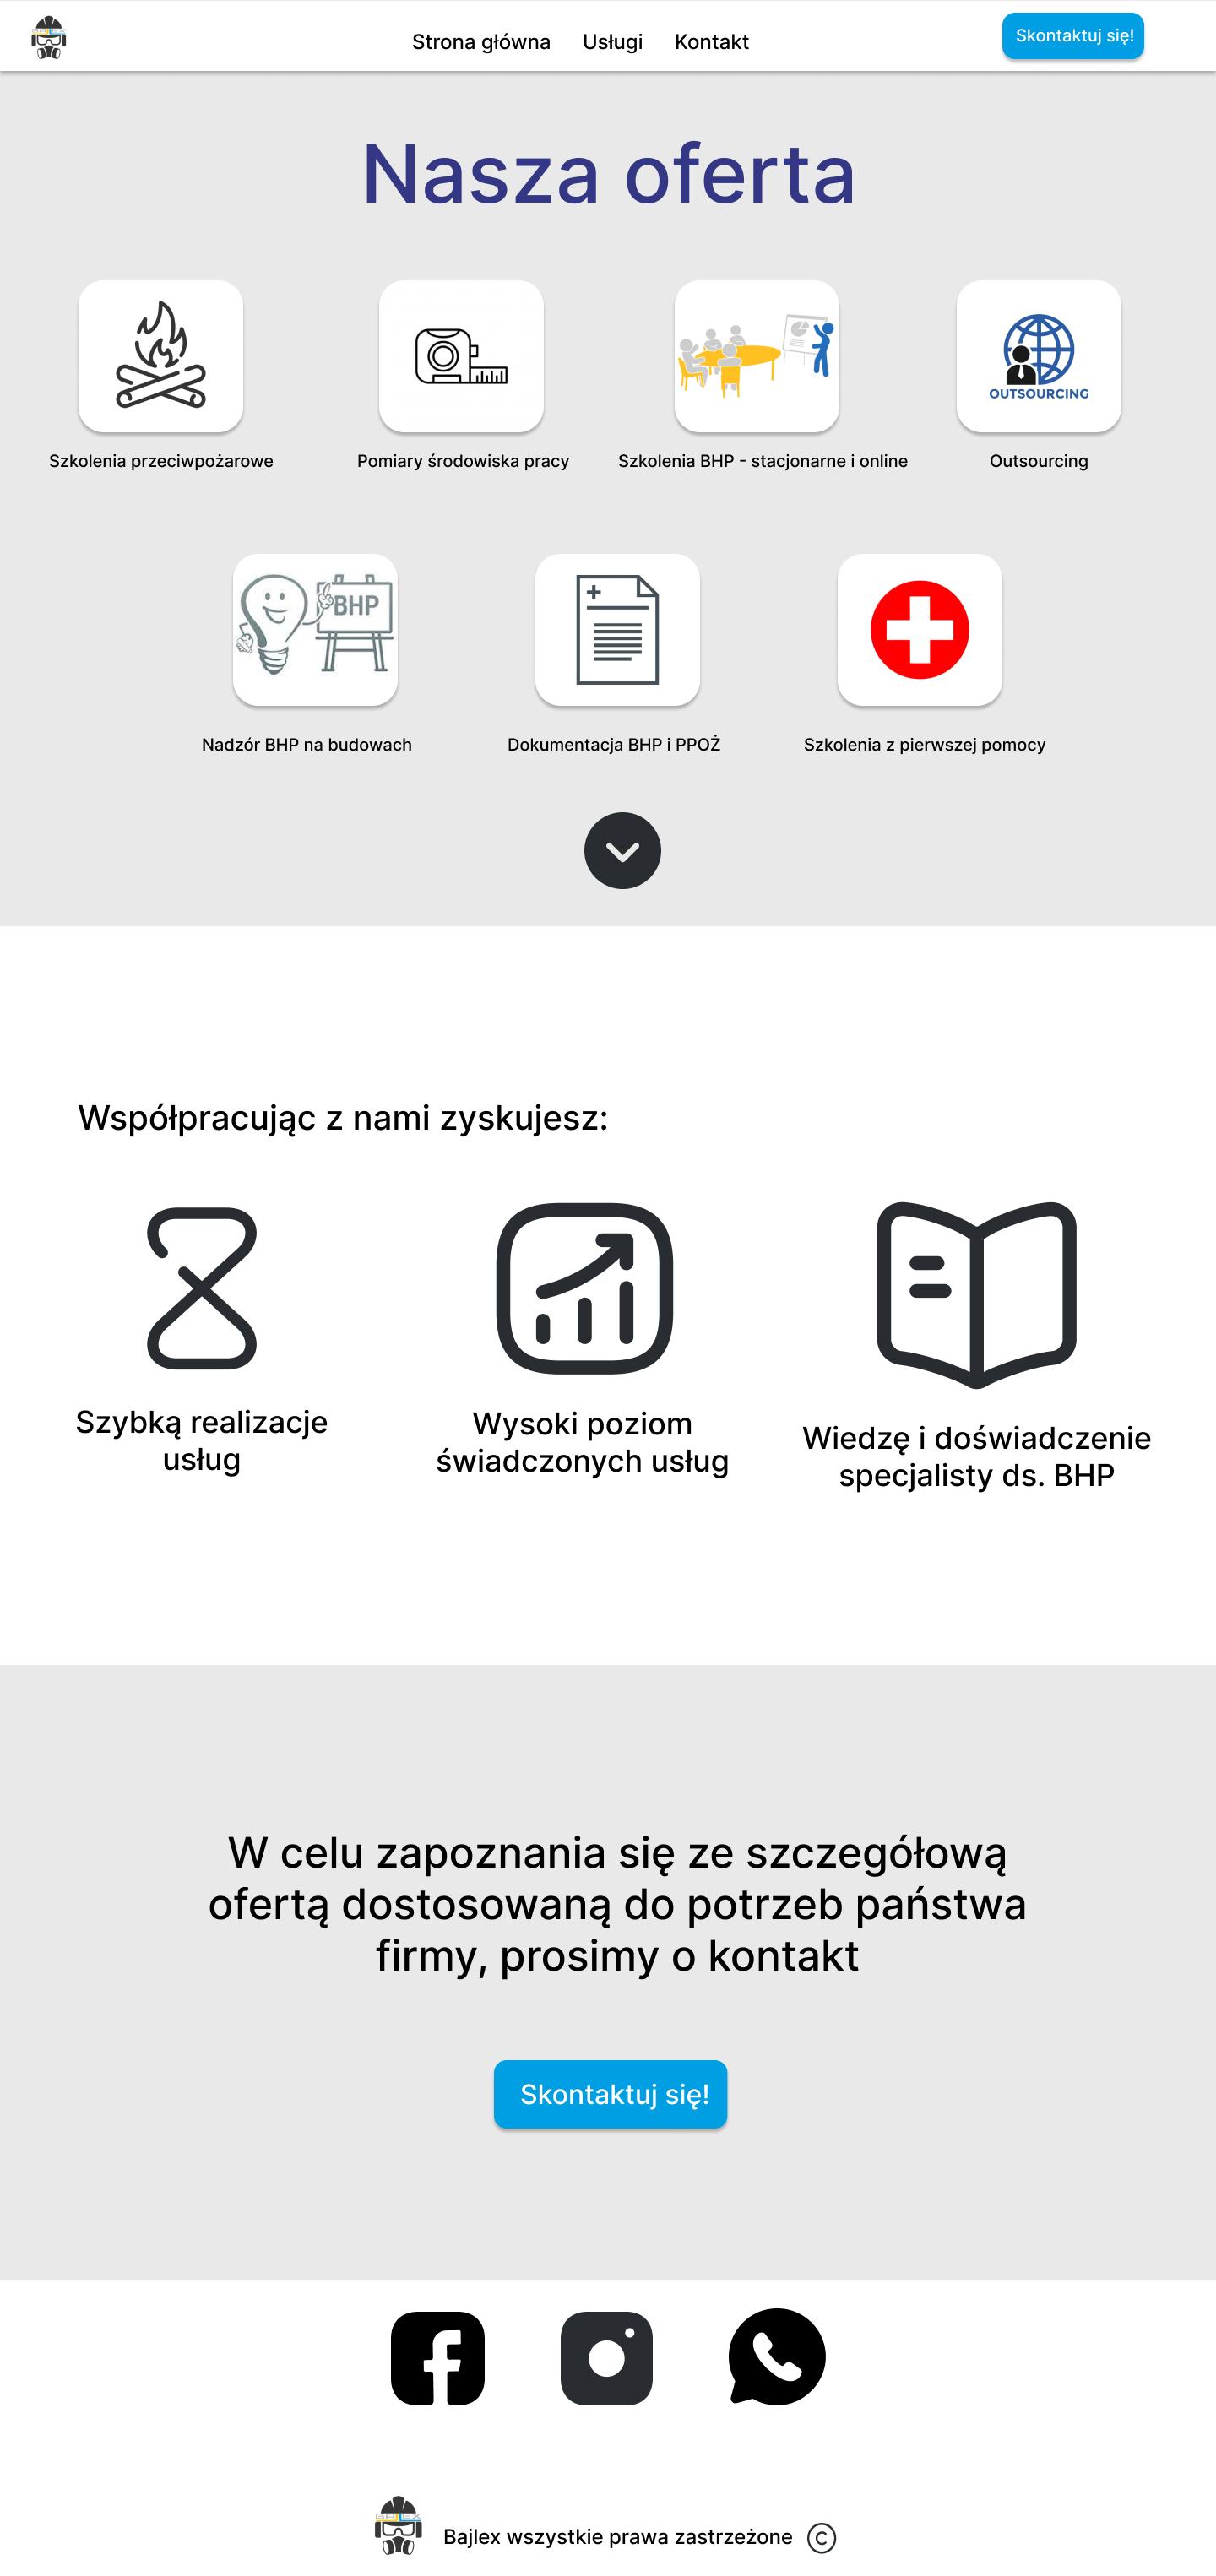 Strona główna Usługi Kontakt Skontaktuj się!
Nasza oferta
OUTSOURCING
Szkolenia przeciwpożarowe Pomiary środowiska pracy Szkolenia BHP - stacjonarne i online Outsourcing
BHP
Nadzór BHP na budowach Dokumentacja BHP i PPOŻ Szkolenia z pierwszej pomocy
Współpracując z nami zyskujesz:
Szybką realizacje
usług
Wysoki poziom
świadczonych usług
Wiedzę i doświadczenie
specjalisty ds. BHP
W celu zapoznania się ze szczegółową
ofertą dostosowaną do potrzeb państwa
firmy, prosimy o kontakt
Skontaktuj się!
BAJLEX
Bajlex wszystkie prawa zastrzeżone ©